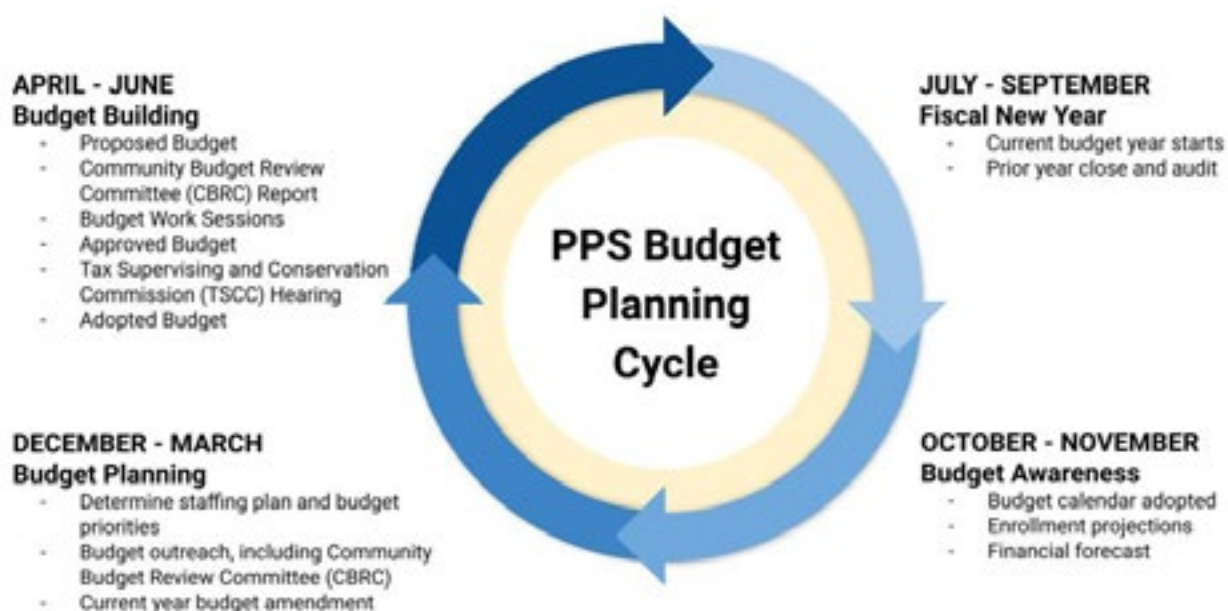 APRIL - JUNE
Budget Building
- Proposed Budget
- Community Budget Review
Committee (CBRC) Report
- Budget Work Sessions
- Approved Budget
- Tax Supervising and Conservation
Commission (TSCC) Hearing
- Adopted Budget
JULY - SEPTEMBER
Fiscal New Year
- Current budget year starts
- Prior year close and audit
PPS Budget
Planning
Cycle
DECEMBER - MARCH
Budget Planning
- Determine staffing plan and budget
priorities
- Budget outreach, including Community
Budget Review Committee (CBRC)
- Current year budget amendment
OCTOBER - NOVEMBER
Budget Awareness
- Budget calendar adopted
- Enrollment projections
- Financial forecast